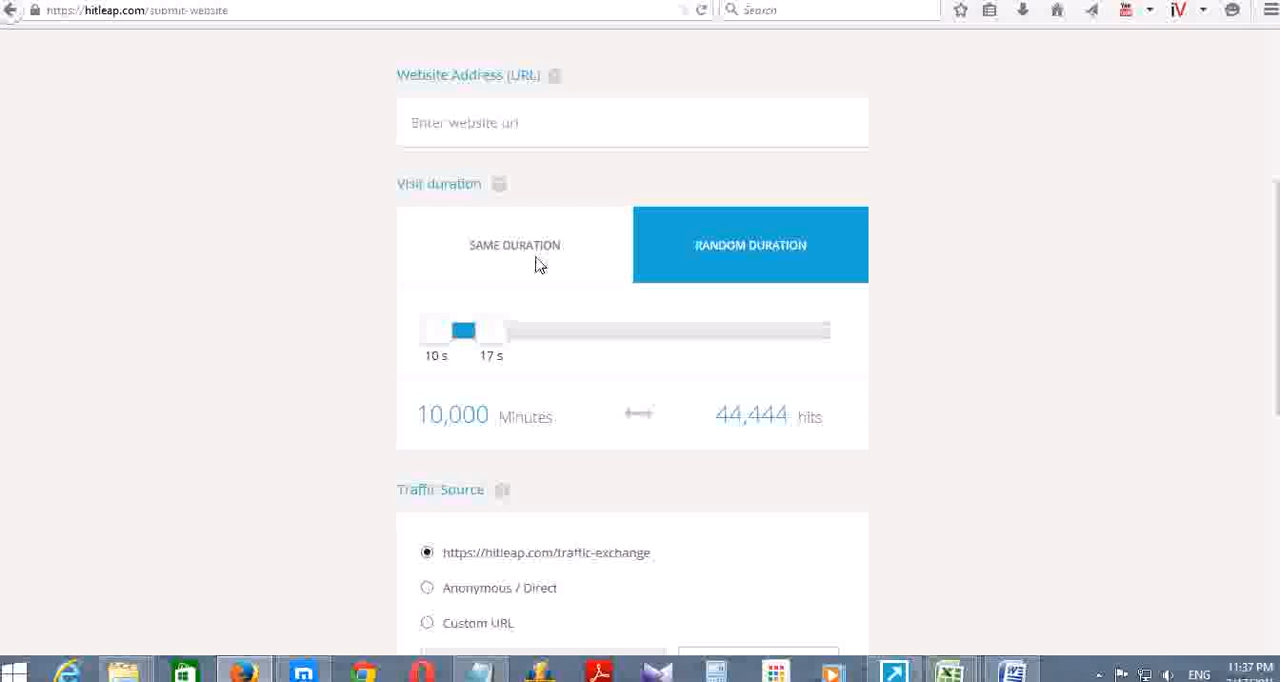 https://hitleap.com/submit-website
Search
Website Address (URL)
Enter website url
Visit duration
SAME DURATION
RANDOM DURATION
10 s
17 s
10,000 Minutes
44,444 hits
Traffic Source
https://hitleap.com/traffic-exchange
Anonymous / Direct
Custom URL
ENG
11:37 PM